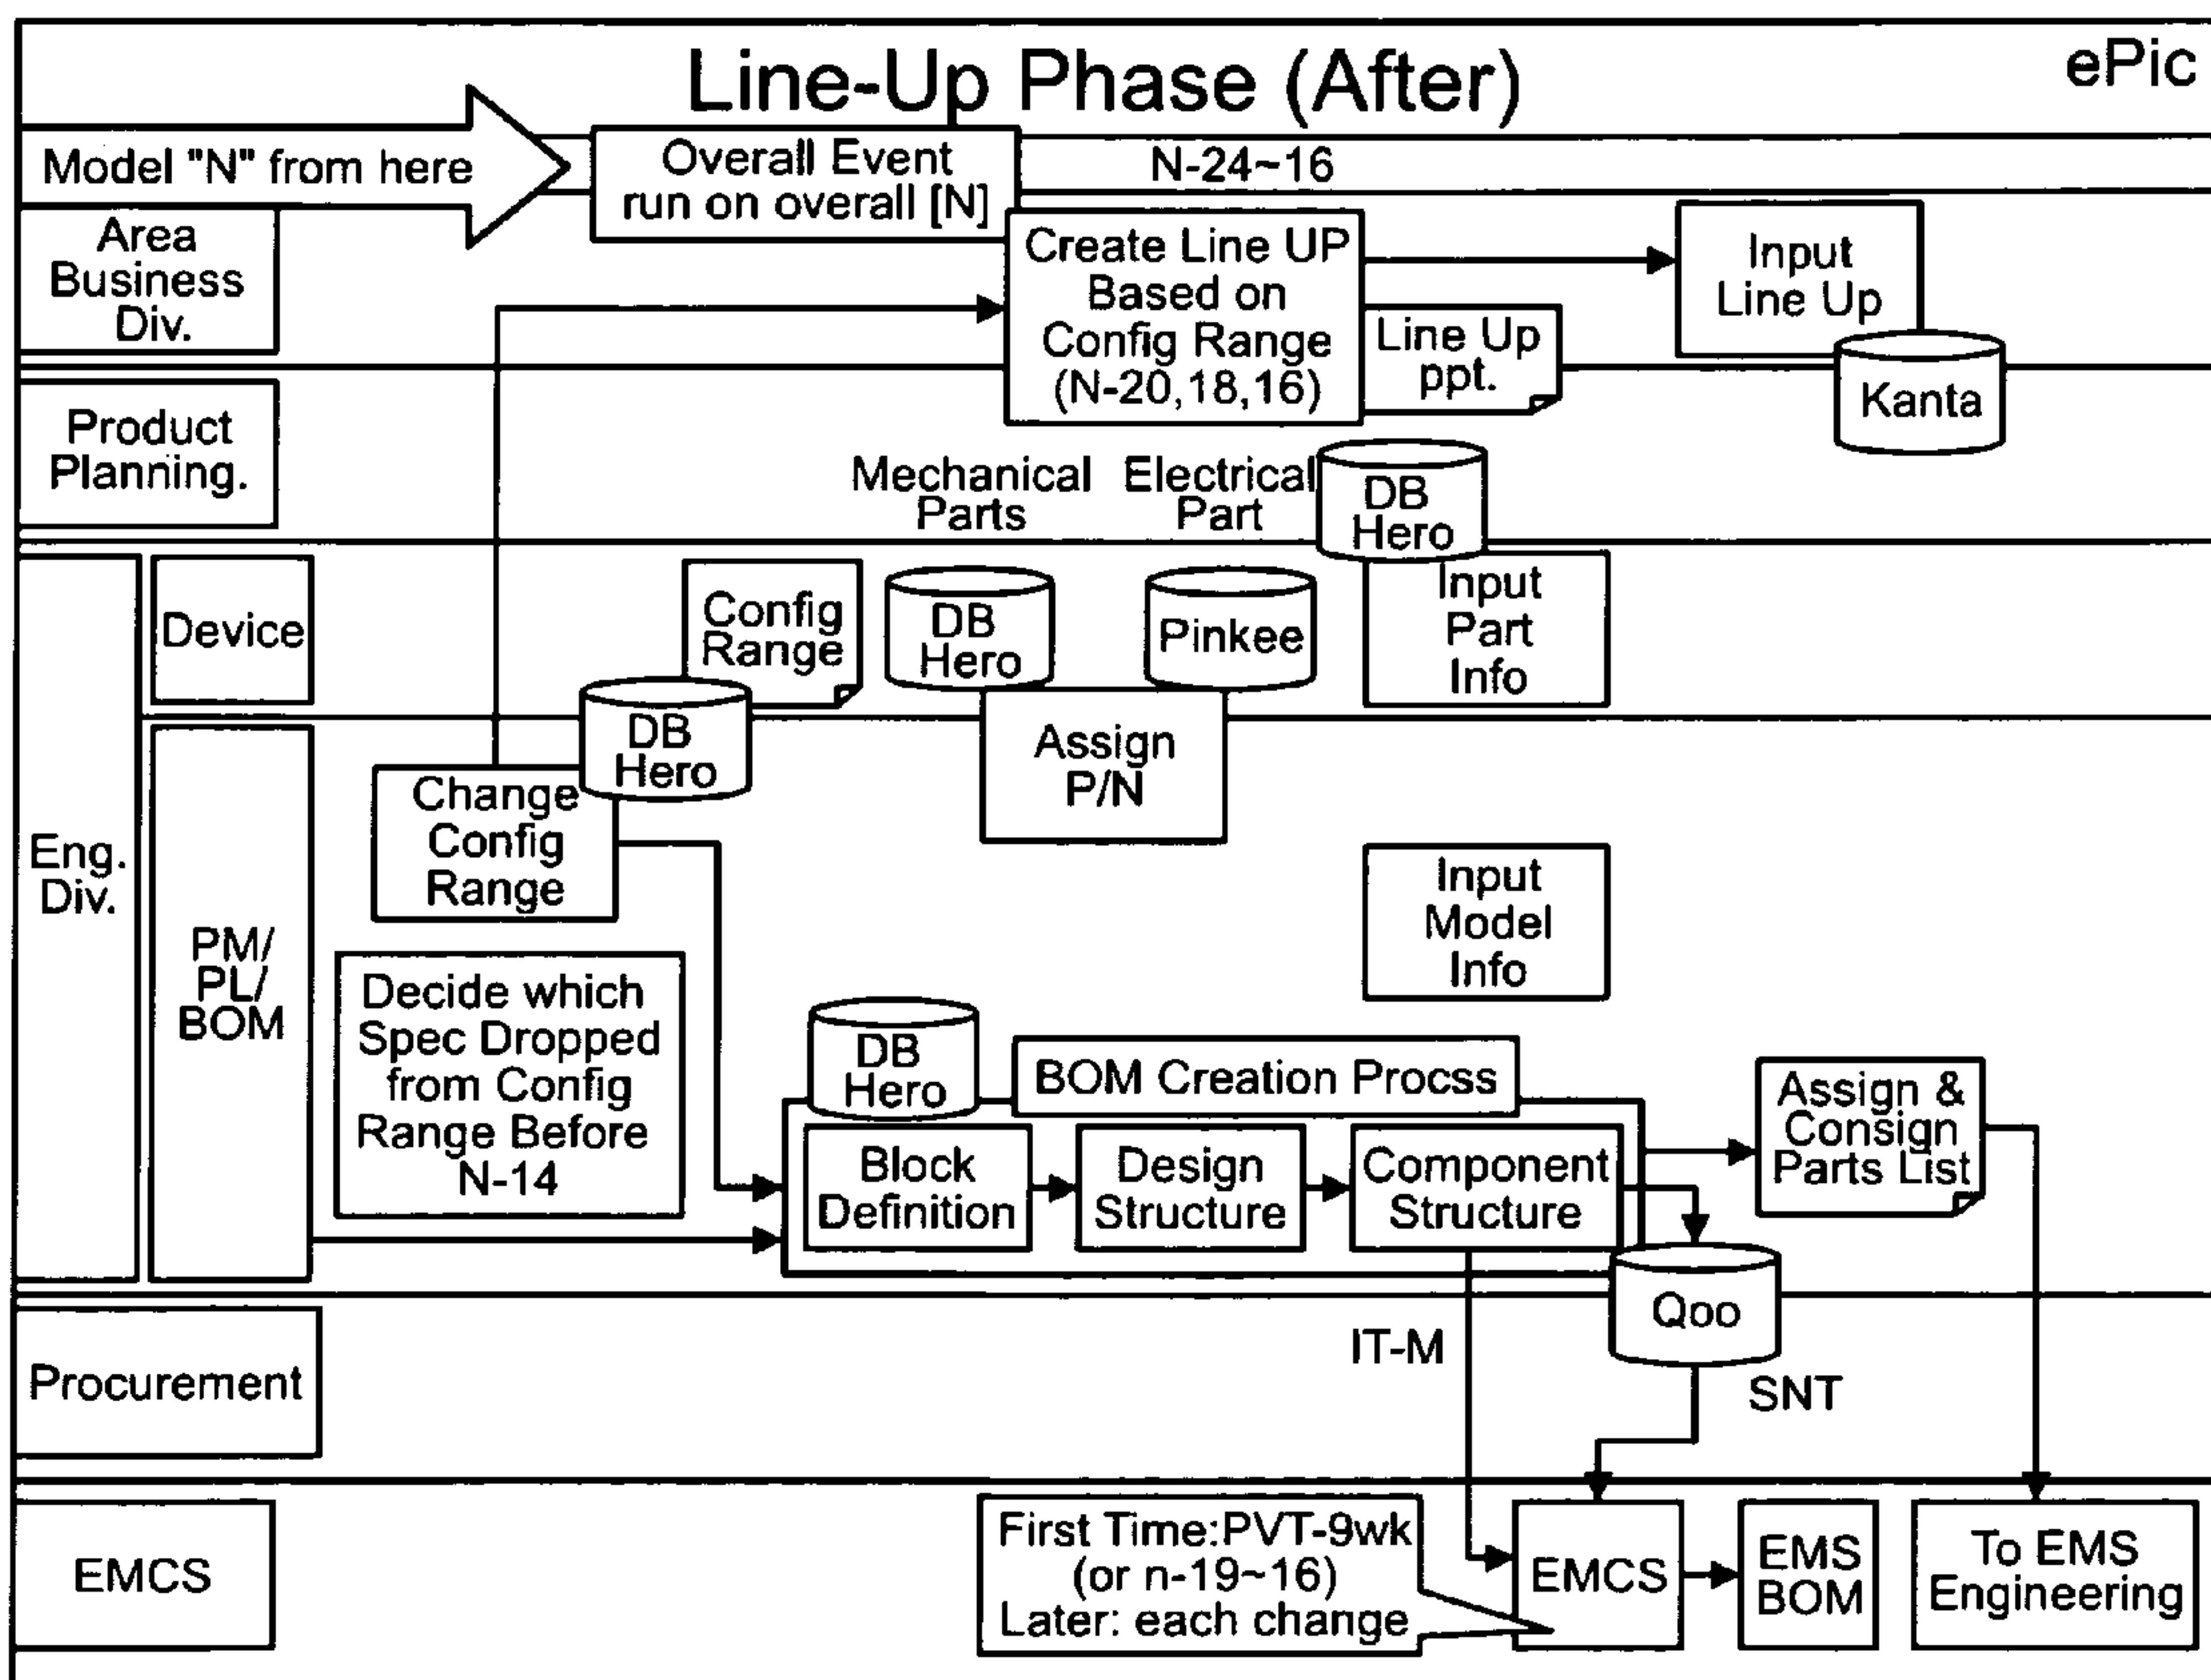 Line-Up Phase (After)
ePic
Model "N" from here
Overall Event
run on overall [N]
N-24~16
Area
Business
Div.
Create Line UP
Based on
Config Range
(N-20,18,16)
Line Up
ppt.
Input
Line Up
Kanta
Product
Planning.
Mechanical
Parts
Electrical
Part
DB
Hero
Eng.
Div.
Device
Config
Range
DB
Hero
Pinkee
Input
Part
Info
PM/
PL/
BOM
DB
Hero
Change
Config
Range
Assign
P/N
Input
Model
Info
Decide which
Spec Dropped
from Config
Range Before
N-14
DB
Hero
BOM Creation Procss
Block
Definition
Design
Structure
Component
Structure
Assign &
Consign
Parts List
Qoo
Procurement
IT-M
SNT
EMCS
First Time:PVT-9wk
(or n-19~16)
Later: each change
EMCS
EMS
BOM
To EMS
Engineering